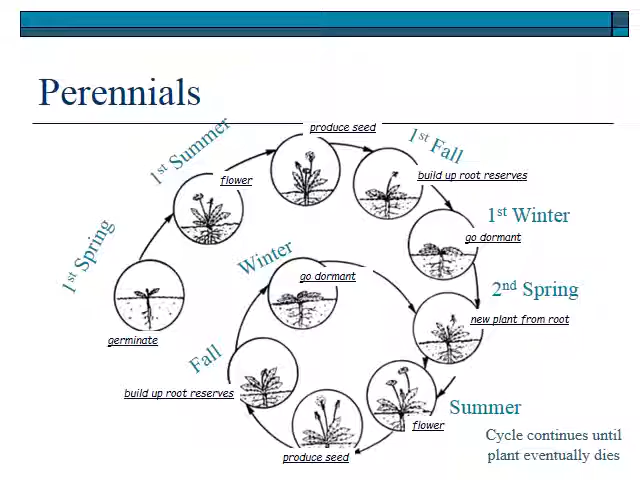 Perennials
produce seed
1st Summer
1st Fall
flower
build up root reserves
1st Winter
go dormant
1st Spring
Winter
go dormant
2nd Spring
new plant from root
germinate
Fall
build up root reserves
Summer
flower
produce seed
Cycle continues until
plant eventually dies